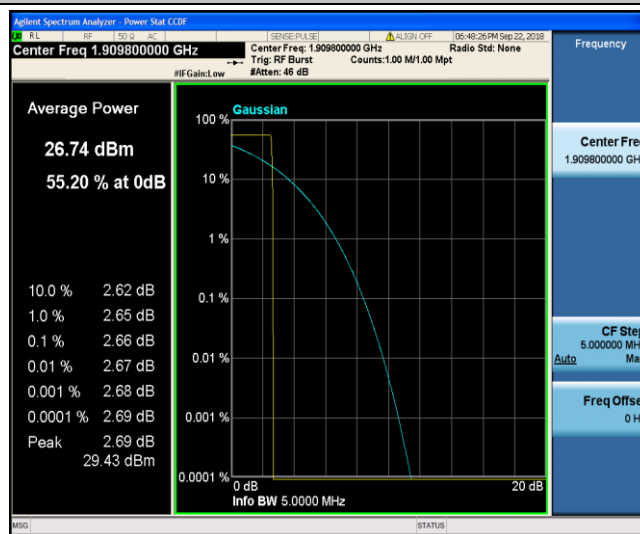 Agilent Spectrum Analyzer - Power Stat CCDF
RL RF 50 Ω AC SENSE:PULSE ALIGN OFF 06:48:26 PM Sep 22, 2018
Center Freq 1.909800000 GHz
Center Freq: 1.909800000 GHz Radio Std: None
Trig: RF Burst Counts:1.00 M/1.00 Mpt
#IFGain:Low #Atten: 46 dB
Frequency
Average Power
26.74 dBm
55.20 % at 0dB
10.0 % 2.62 dB
1.0 % 2.65 dB
0.1 % 2.66 dB
0.01 % 2.67 dB
0.001 % 2.68 dB
0.0001 % 2.69 dB
Peak 2.69 dB
29.43 dBm
Gaussian
100 %
10 %
1 %
0.1 %
0.01 %
0.001 %
0.0001 %
0 dB 20 dB
Info BW 5.0000 MHz
Center Fre
1.909800000 GH
CF Ste
5.000000 MH
Auto Ma
Freq Offse
0 H
MSG STATUS